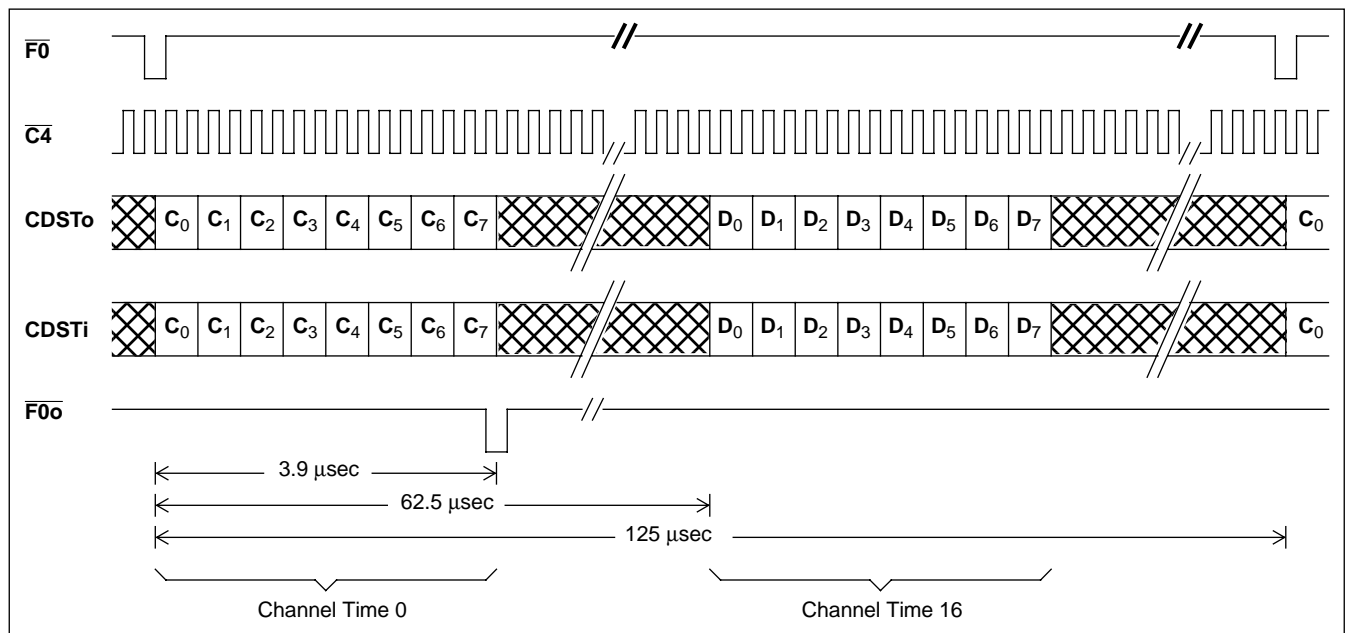 F0
C4
CDSTo C0 C1 C2 C3 C4 C5 C6 C7 D0 D1 D2 D3 D4 D5 D6 D7 C0
CDSTi C0 C1 C2 C3 C4 C5 C6 C7 D0 D1 D2 D3 D4 D5 D6 D7 C0
F0o
3.9 μsec
62.5 μsec
125 μsec
Channel Time 0 Channel Time 16